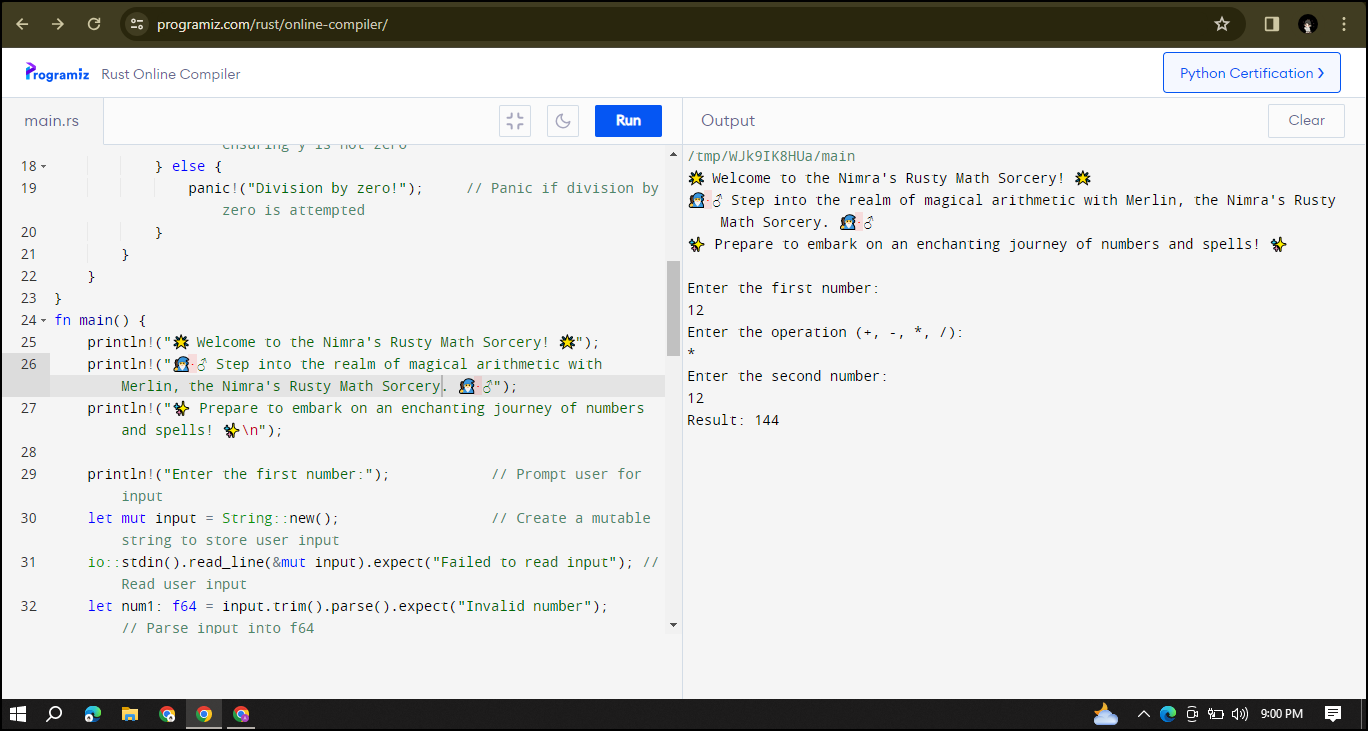 programiz.com/rust/online-compiler/
Programiz Rust Online Compiler
Python Certification ❯
main.rs
Run
ensuring y is not zero
18 } else {
19 panic!("Division by zero!"); // Panic if division by
zero is attempted
20 }
21 }
22 }
23 }
24 fn main() {
25 println!("🌟 Welcome to the Nimra's Rusty Math Sorcery! 🌟");
26 println!("🧙·♂ Step into the realm of magical arithmetic with
Merlin, the Nimra's Rusty Math Sorcery. 🧙·♂");
27 println!("✨ Prepare to embark on an enchanting journey of numbers
and spells! ✨\n");
28
29 println!("Enter the first number:"); // Prompt user for
input
30 let mut input = String::new(); // Create a mutable
string to store user input
31 io::stdin().read_line(&mut input).expect("Failed to read input"); //
Read user input
32 let num1: f64 = input.trim().parse().expect("Invalid number");
// Parse input into f64
Output
Clear
/tmp/WJk9IK8HUa/main
🌟 Welcome to the Nimra's Rusty Math Sorcery! 🌟
🧙·♂ Step into the realm of magical arithmetic with Merlin, the Nimra's Rusty
Math Sorcery. 🧙·♂
✨ Prepare to embark on an enchanting journey of numbers and spells! ✨
Enter the first number:
12
Enter the operation (+, -, *, /):
*
Enter the second number:
12
Result: 144
9:00 PM